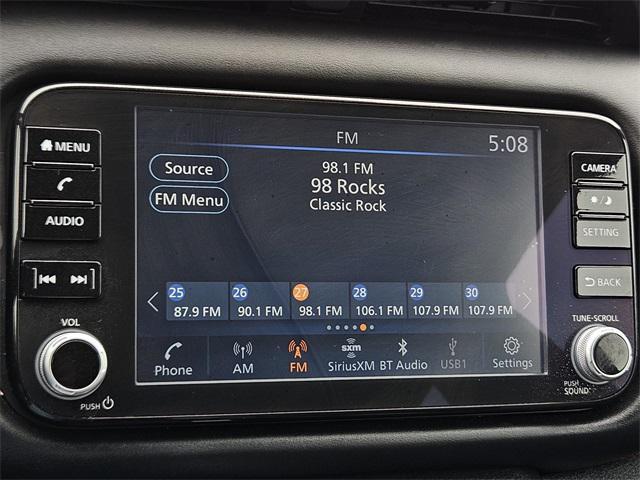 MENU
AUDIO
VOL
PUSH
FM
5:08
Source
FM Menu
98.1 FM
98 Rocks
Classic Rock
25 26 27 28 29 30
87.9 FM 90.1 FM 98.1 FM 106.1 FM 107.9 FM 107.9 FM
sxm
Phone AM FM SiriusXM BT Audio USB1 Settings
CAMERA
SETTING
BACK
TUNE-SCROLL
PUSH
SOUND